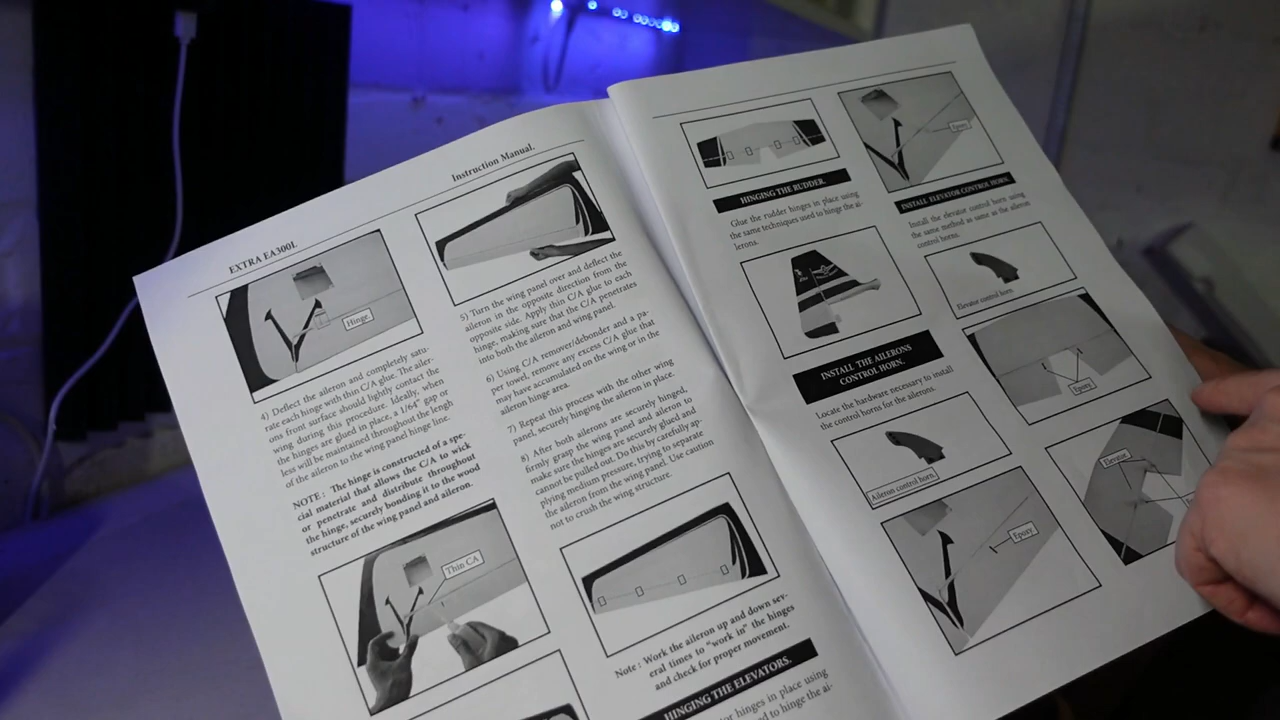 EXTRA EA300L
Instruction Manual.
Hinge.
4) Deflect the aileron and completely satu-
rate each hinge with thin C/A glue. The ailer-
ons front surface should lightly contact the
wing during this procedure. Ideally, when
the hinges are glued in place, a 1/64" gap or
less will be maintained throughout the lengh
of the aileron to the wing panel hinge line.
NOTE : The hinge is constructed of a spe-
cial material that allows the C/A to wick
or penetrate and distribute throughout
the hinge, securely bonding it to the wood
structure of the wing panel and aileron.
Thin CA
5) Turn the wing panel over and deflect the
aileron in the opposite direction from the
opposite side. Apply thin C/A glue to each
hinge, making sure that the C/A penetrates
into both the aileron and wing panel.
6) Using C/A remover/debonder and a pa-
per towel, remove any excess C/A glue that
may have accumulated on the wing or in the
aileron hinge area.
7) Repeat this process with the other wing
panel, securely hinging the aileron in place.
8) After both ailerons are securely hinged,
firmly grasp the wing panel and aileron to
make sure the hinges are securely glued and
cannot be pulled out. Do this by carefully ap-
plying medium pressure, trying to separate
the aileron from the wing panel. Use caution
not to crush the wing structure.
Note : Work the aileron up and down sev-
eral times to "work in" the hinges
and check for proper movement.
HINGING THE ELEVATORS.
hinges in place using
to hinge the ai-
HINGING THE RUDDER.
Glue the rudder hinges in place using
the same techniques used to hinge the ai-
lerons.
INSTALL THE AILERONS
CONTROL HORN.
Locate the hardware necessary to install
the control horns for the ailerons.
Aileron control horn.
Epoxy.
Epoxy.
INSTALL ELEVATOR CONTROL HORN.
Install the elevator control horn using
the same method as same as the aileron
control horns.
Elevator control horn
Epoxy.
Elevator.